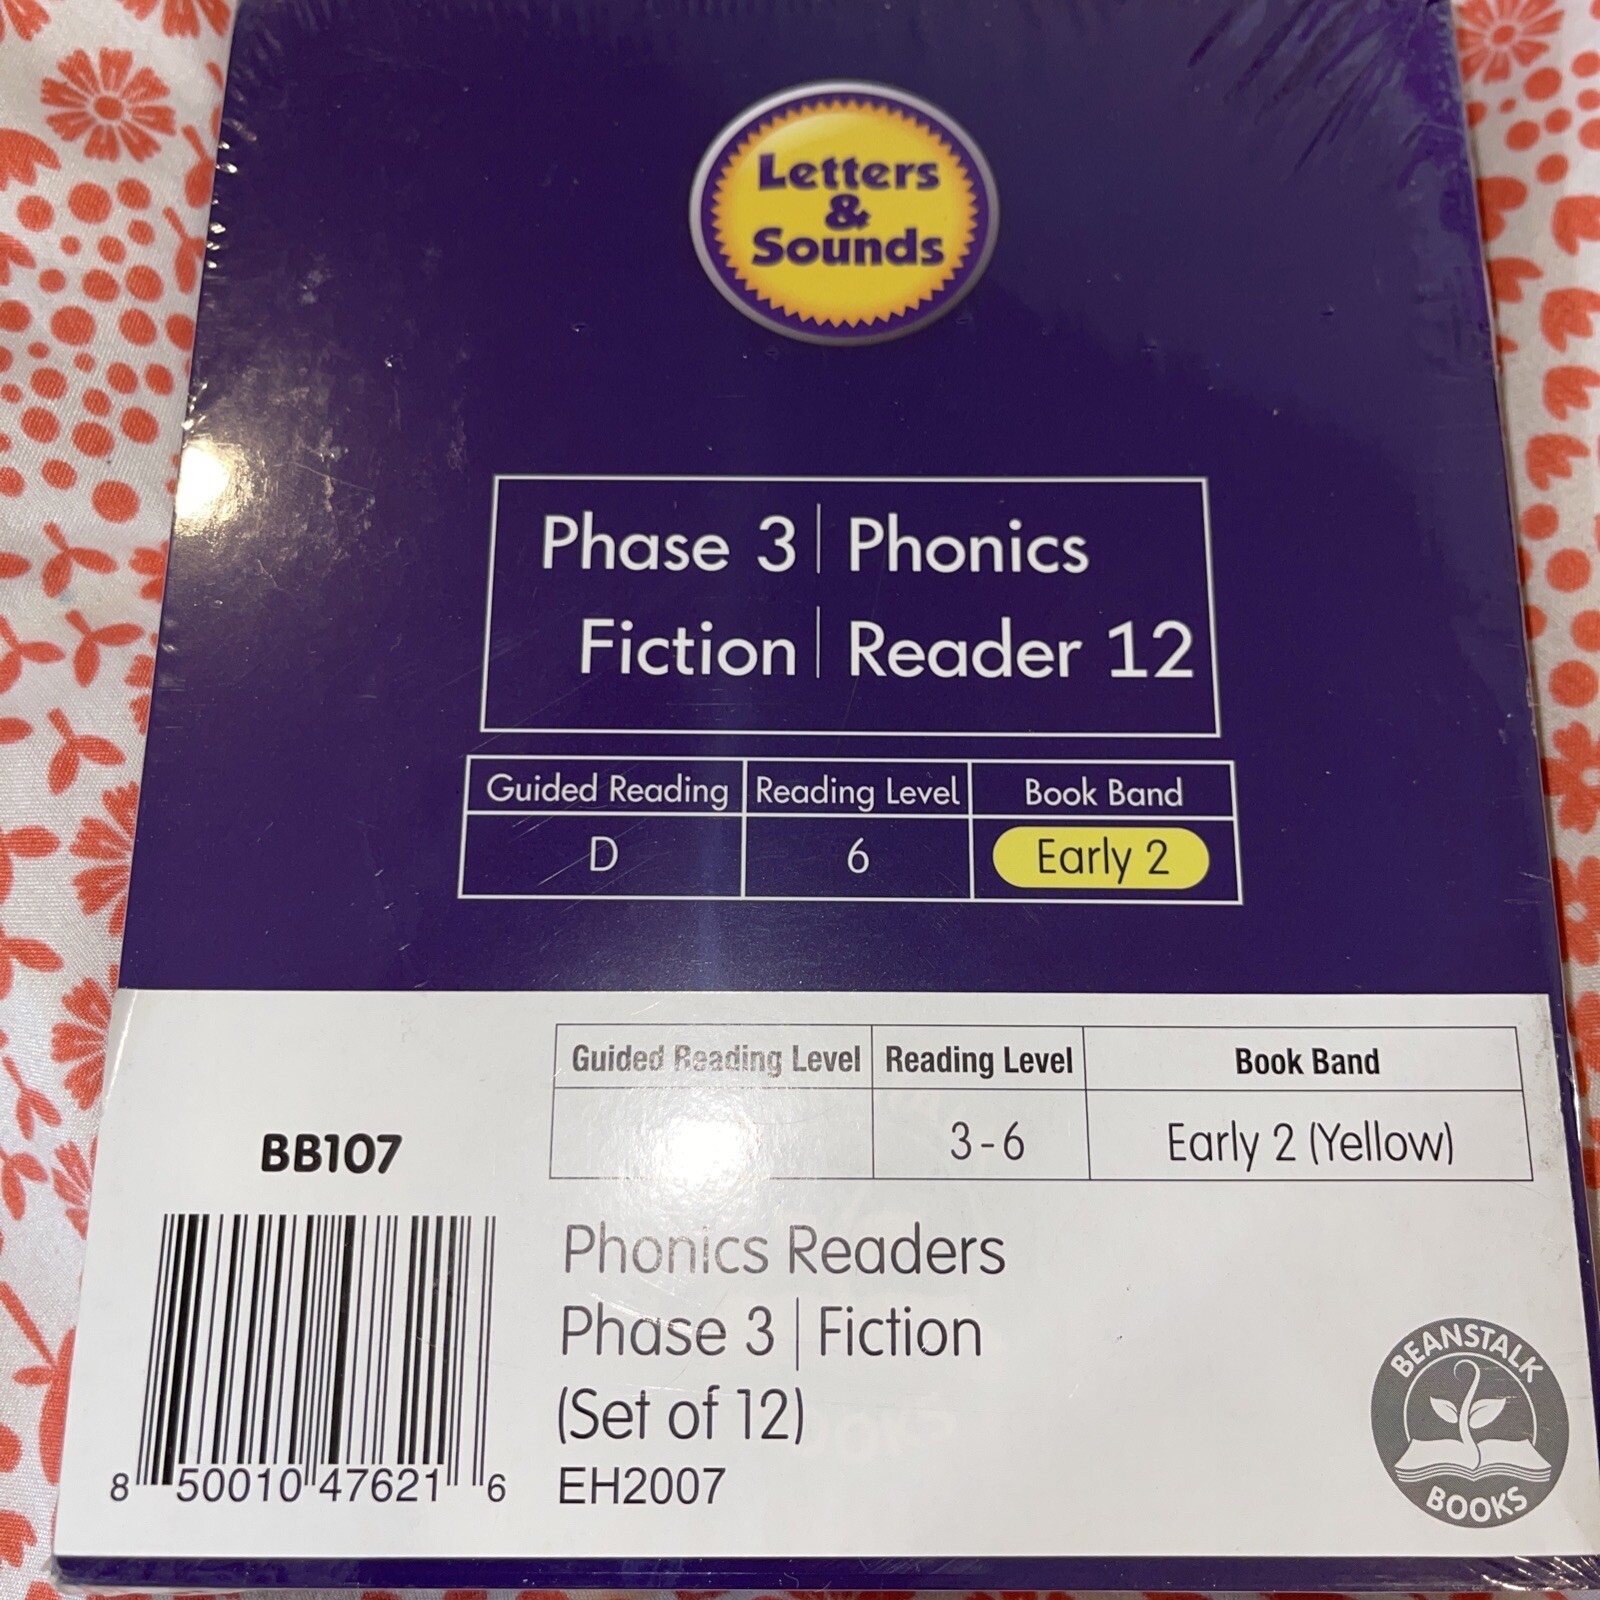 Letters
&
Sounds
Phase 3 | Phonics
Fiction | Reader 12
Guided Reading Reading Level Book Band
D 6 Early 2
Guided Reading Level Reading Level Book Band
3-6 Early 2 (Yellow)
BB107
Phonics Readers
Phase 3 | Fiction
(Set of 12)
EH2007
8 50010 47621 6
BEANSTALK
BOOKS